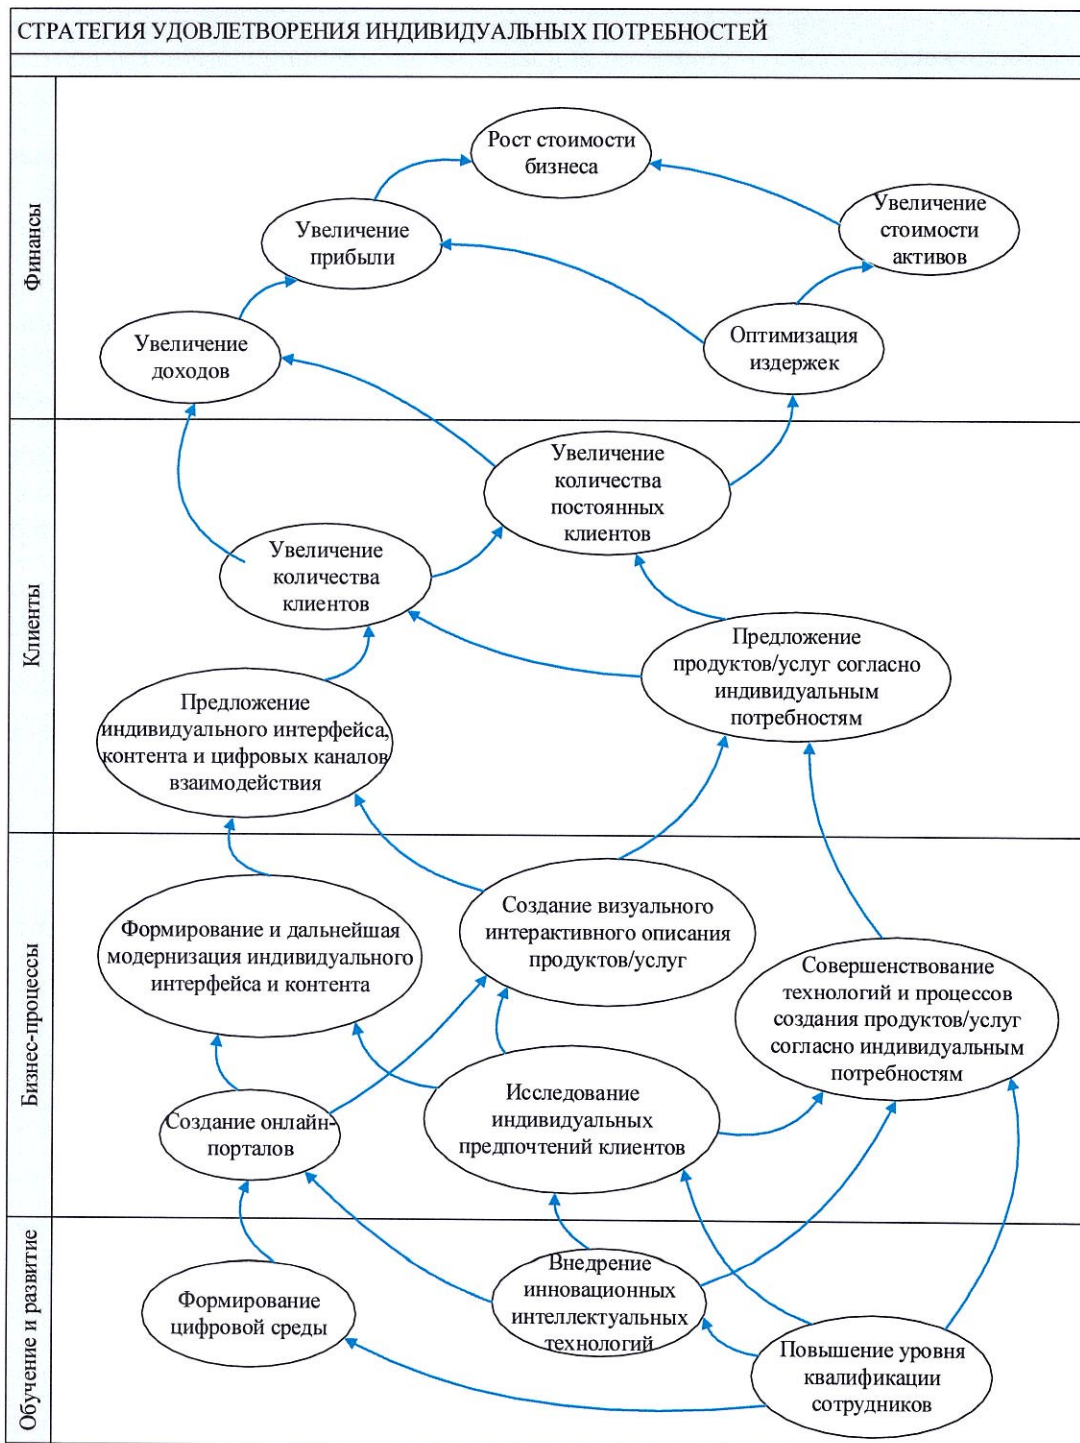 СТРАТЕГИЯ УДОВЛЕТВОРЕНИЯ ИНДИВИДУАЛЬНЫХ ПОТРЕБНОСТЕЙ
Финансы
Рост стоимости
бизнеса
Увеличение
стоимости
активов
Увеличение
прибыли
Увеличение
доходов
Оптимизация
издержек
Клиенты
Увеличение
количества
постоянных
клиентов
Увеличение
количества
клиентов
Предложение
продуктов/услуг согласно
индивидуальным
потребностям
Предложение
индивидуального интерфейса,
контента и цифровых каналов
взаимодействия
Бизнес-процессы
Создание визуального
интерактивного описания
продуктов/услуг
Формирование и дальнейшая
модернизация индивидуального
интерфейса и контента
Совершенствование
технологий и процессов
создания продуктов/услуг
согласно индивидуальным
потребностям
Исследование
индивидуальных
предпочтений клиентов
Создание онлайн-
порталов
Обучение и развитие
Внедрение
инновационных
интеллектуальных
технологий
Формирование
цифровой среды
Повышение уровня
квалификации
сотрудников